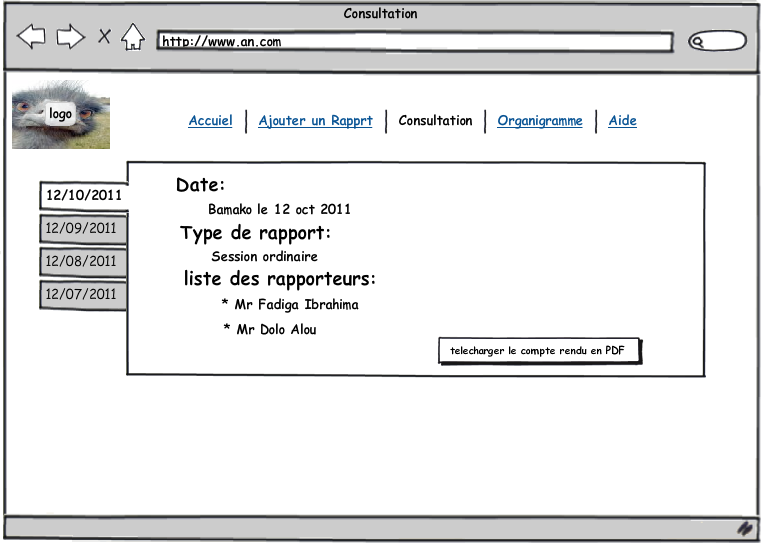 Consultation
http://www.an.com
logo
Accuiel | Ajouter un Rapprt | Consultation | Organigramme | Aide
12/10/2011
12/09/2011
12/08/2011
12/07/2011
Date:
Bamako le 12 oct 2011
Type de rapport:
Session ordinaire
liste des rapporteurs:
* Mr Fadiga Ibrahima
* Mr Dolo Alou
telecharger le compte rendu en PDF